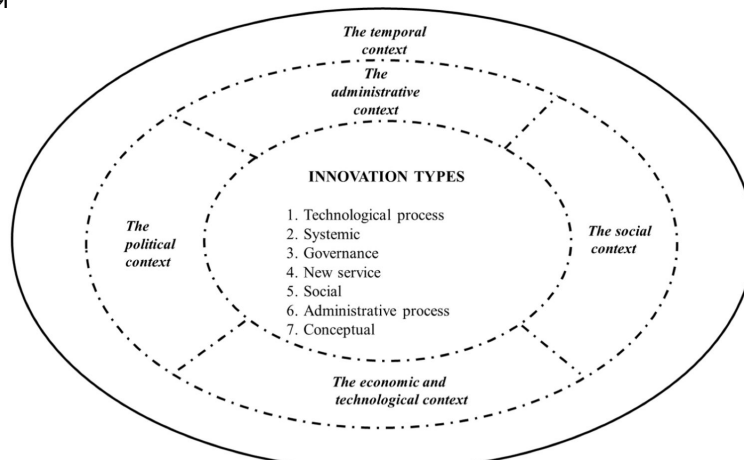 The temporal
context
The
administrative
context
INNOVATION TYPES
1. Technological process
2. Systemic
3. Governance
4. New service
5. Social
6. Administrative process
7. Conceptual
The
political
context
The social
context
The economic and
technological context